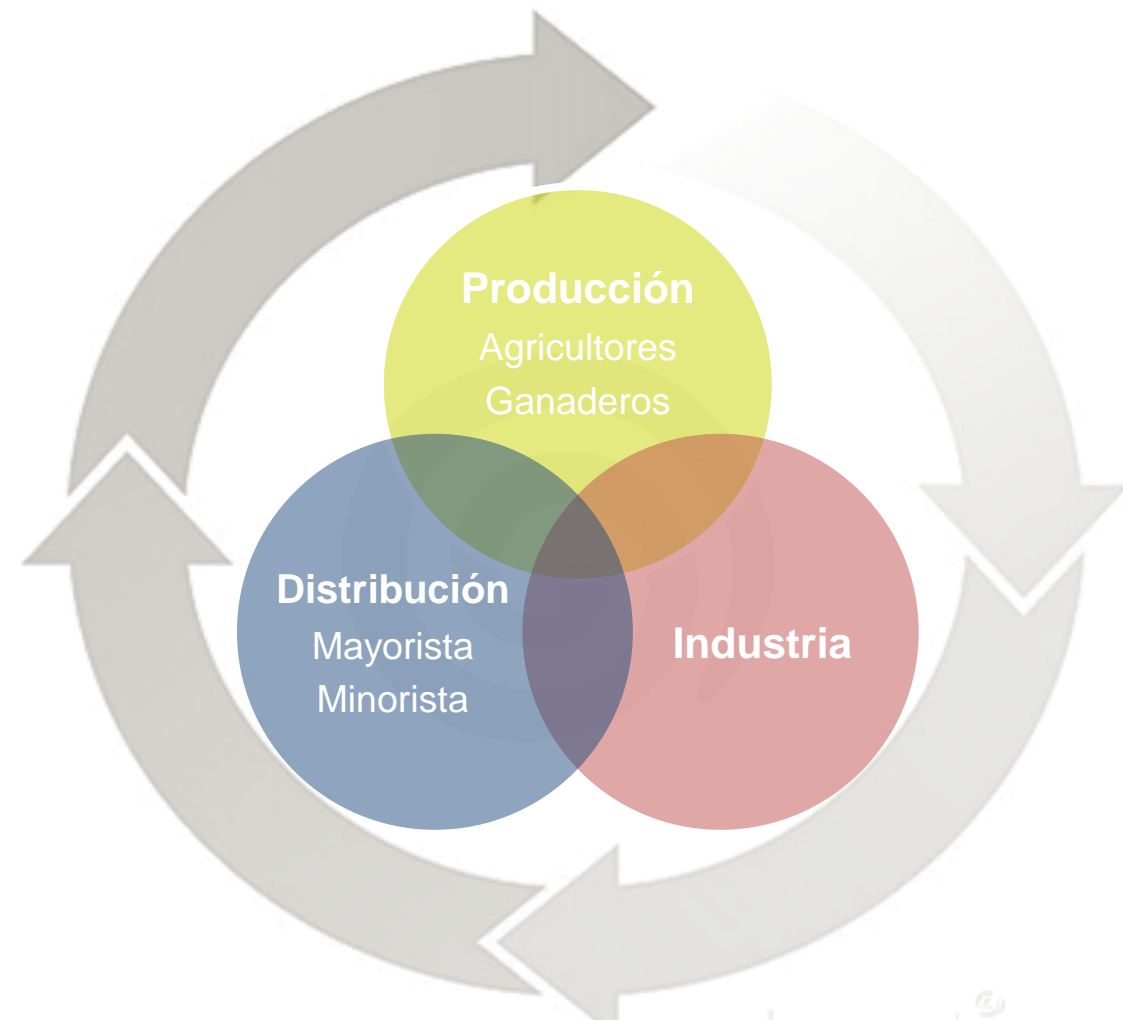 Producción
Agricultores
Ganaderos
Distribución
Mayorista
Minorista
Industria